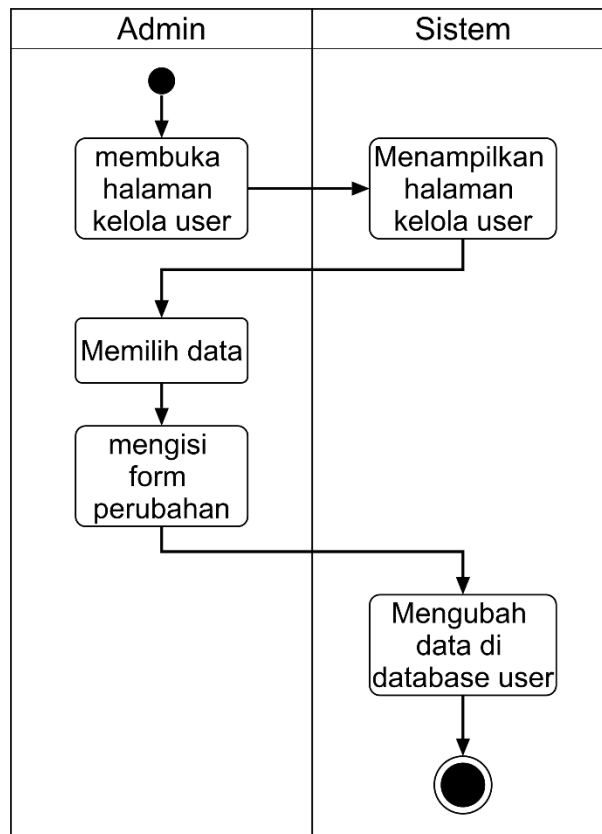 Admin
Sistem
membuka
halaman
kelola user
Menampilkan
halaman
kelola user
Memilih data
mengisi
form
perubahan
Mengubah
data di
database user